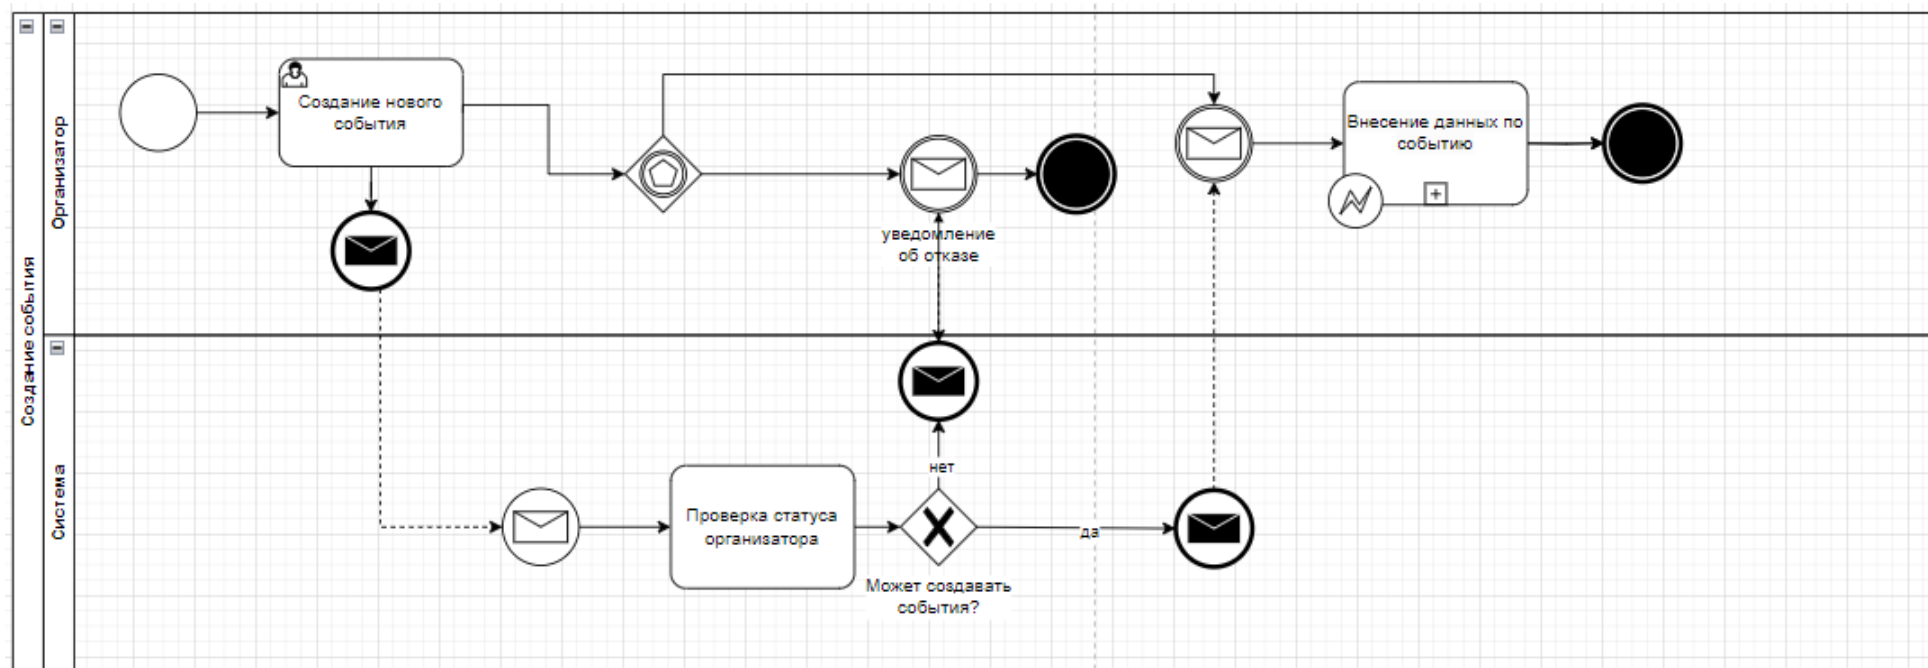 Создание события
Организатор
Создание нового
события
уведомление
об отказе
Внесение данных по
событию
Система
Проверка статуса
организатора
нет
да
Может создавать
события?